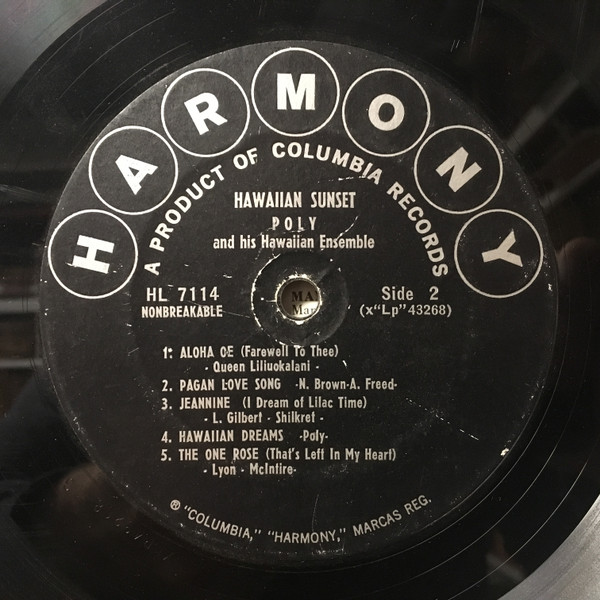 HARMONY
A PRODUCT OF COLUMBIA RECORDS
HAWAIIAN SUNSET
POLY
and his Hawaiian Ensemble
HL 7114
NONBREAKABLE
Side 2
(x"Lp"43268)
MA
Mar
1. ALOHA OE (Farewell To Thee)
- Queen Liliuokalani -
2. PAGAN LOVE SONG -N. Brown-A. Freed-
3. JEANNINE (I Dream of Lilac Time)
- L. Gilbert - Shilkret -
4. HAWAIIAN DREAMS -Poly-
5. THE ONE ROSE (That's Left In My Heart)
- Lyon - McIntire-
® "COLUMBIA," "HARMONY," MARCAS REG.